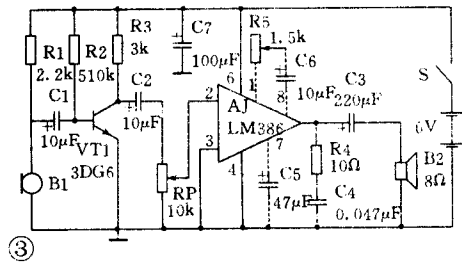 R1
2.2k
R2
510k
R3
3k
C7
100μF
R5
1.5k
C6
10μF
C3
220μF
S
6V
C1
10μF
C2
10μF
VT1
3DG6
B1
RP
10k
AJ
LM386
2
3
6
1
8
7
4
C5
47μF
R4
10Ω
C4
0.047μF
B2
8Ω
③